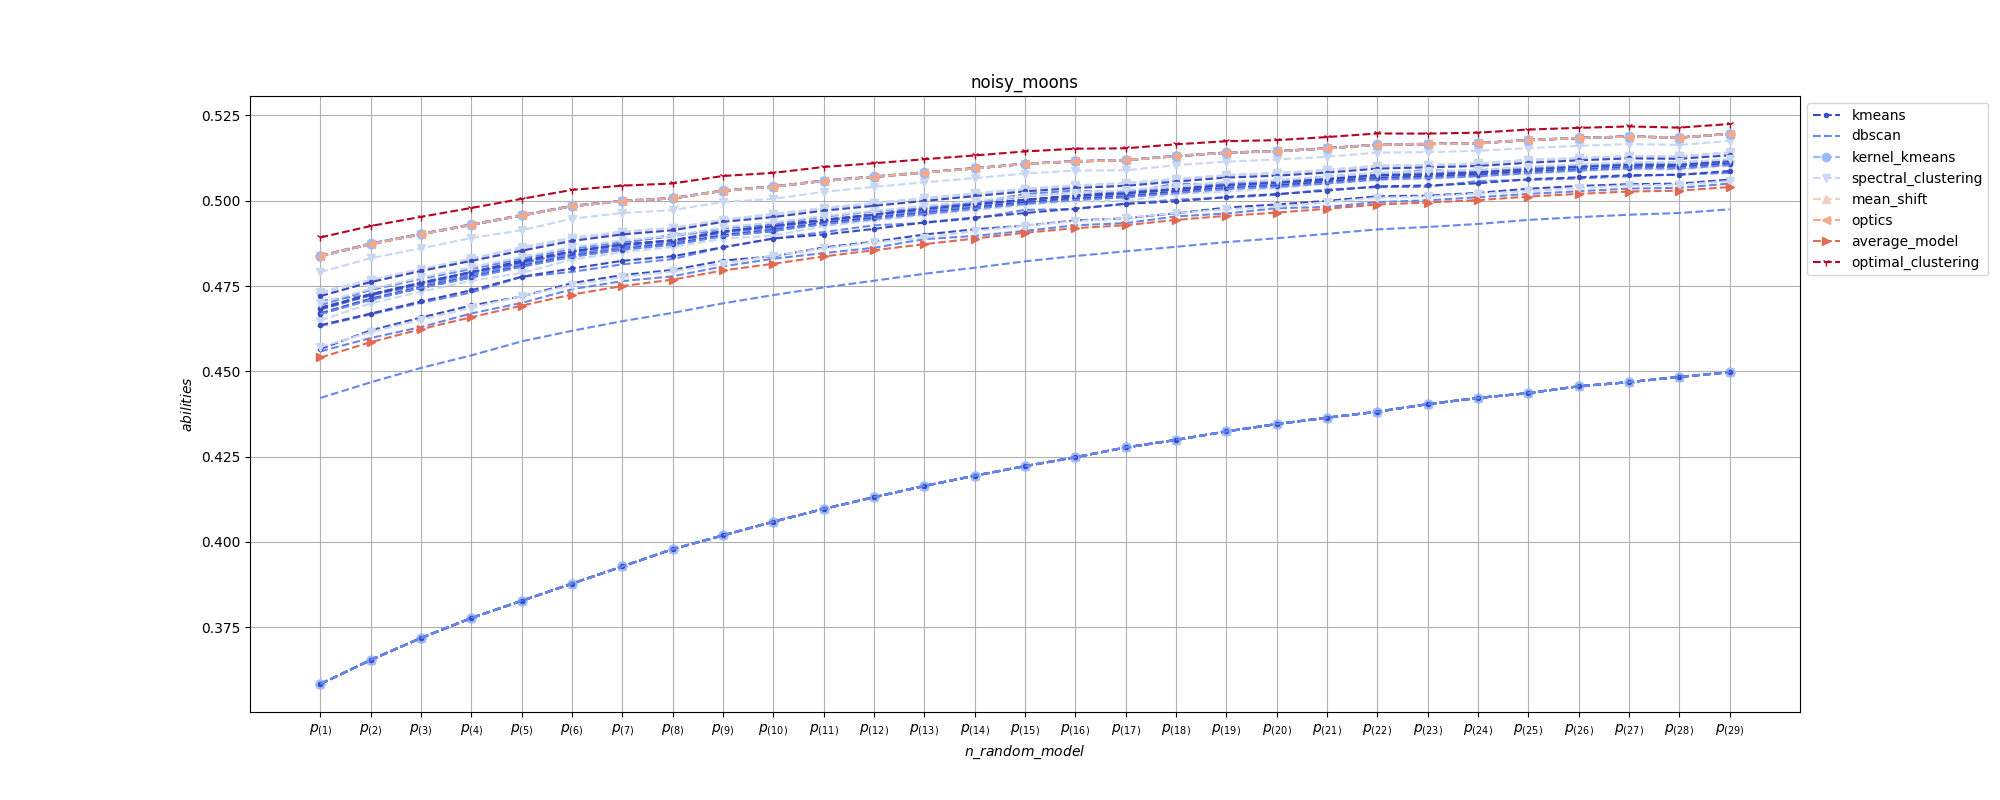 noisy_moons
0.525
0.500
0.475
0.450
0.425
0.400
0.375
abilities
p(1) p(2) p(3) p(4) p(5) p(6) p(7) p(8) p(9) p(10) p(11) p(12) p(13) p(14) p(15) p(16) p(17) p(18) p(19) p(20) p(21) p(22) p(23) p(24) p(25) p(26) p(27) p(28) p(29)
n_random_model
kmeans
dbscan
kernel_kmeans
spectral_clustering
mean_shift
optics
average_model
optimal_clustering